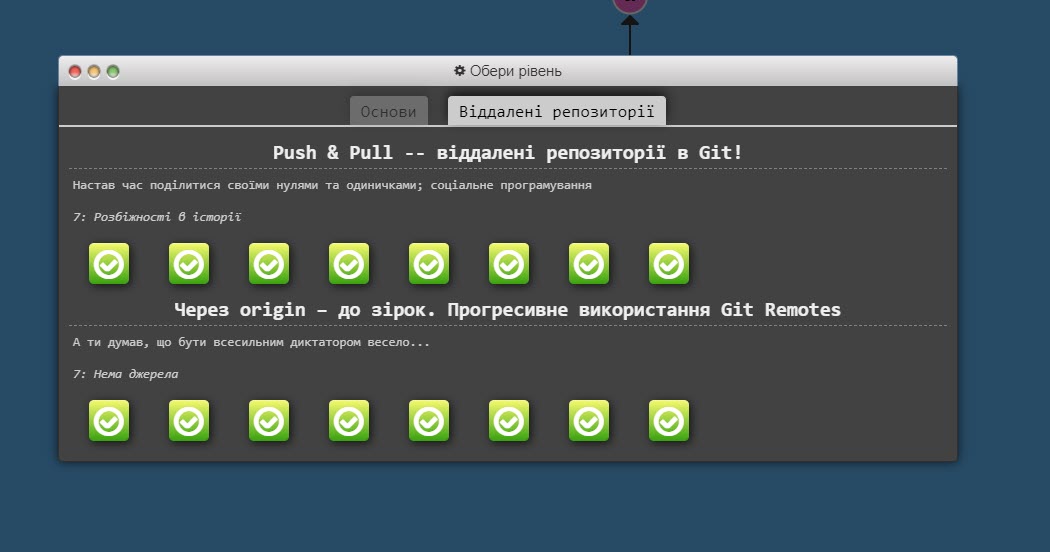 Обери рівень
Основи
Віддалені репозиторії
Push & Pull -- віддалені репозиторії в Git!
Настав час поділитися своїми нулями та одиничками; соціальне програмування
7: Розбіжності в історії
Через origin – до зірок. Прогресивне використання Git Remotes
А ти думав, що бути всесильним диктатором весело...
7: Нема джерела